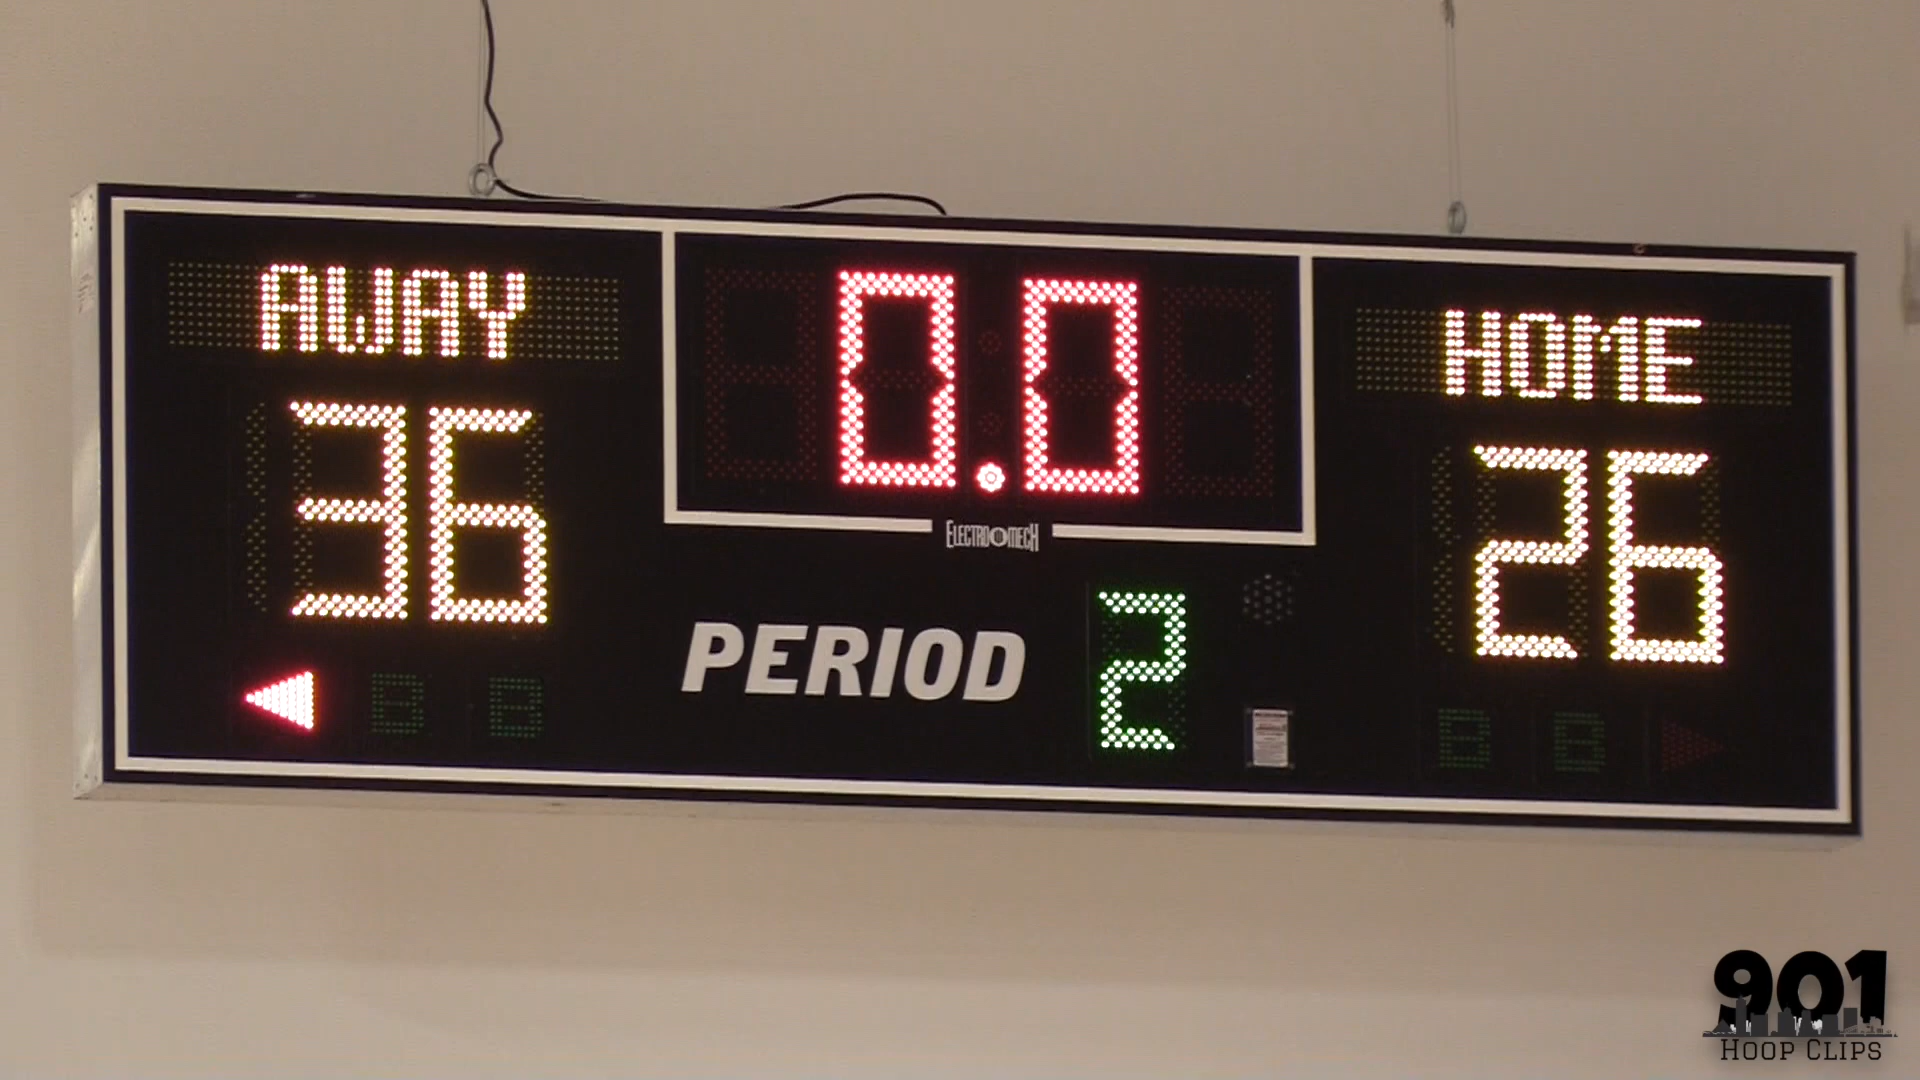 AWAY
0.0
HOME
36
26
ELECTRO-MECH
PERIOD
2
901
HOOP CLIPS